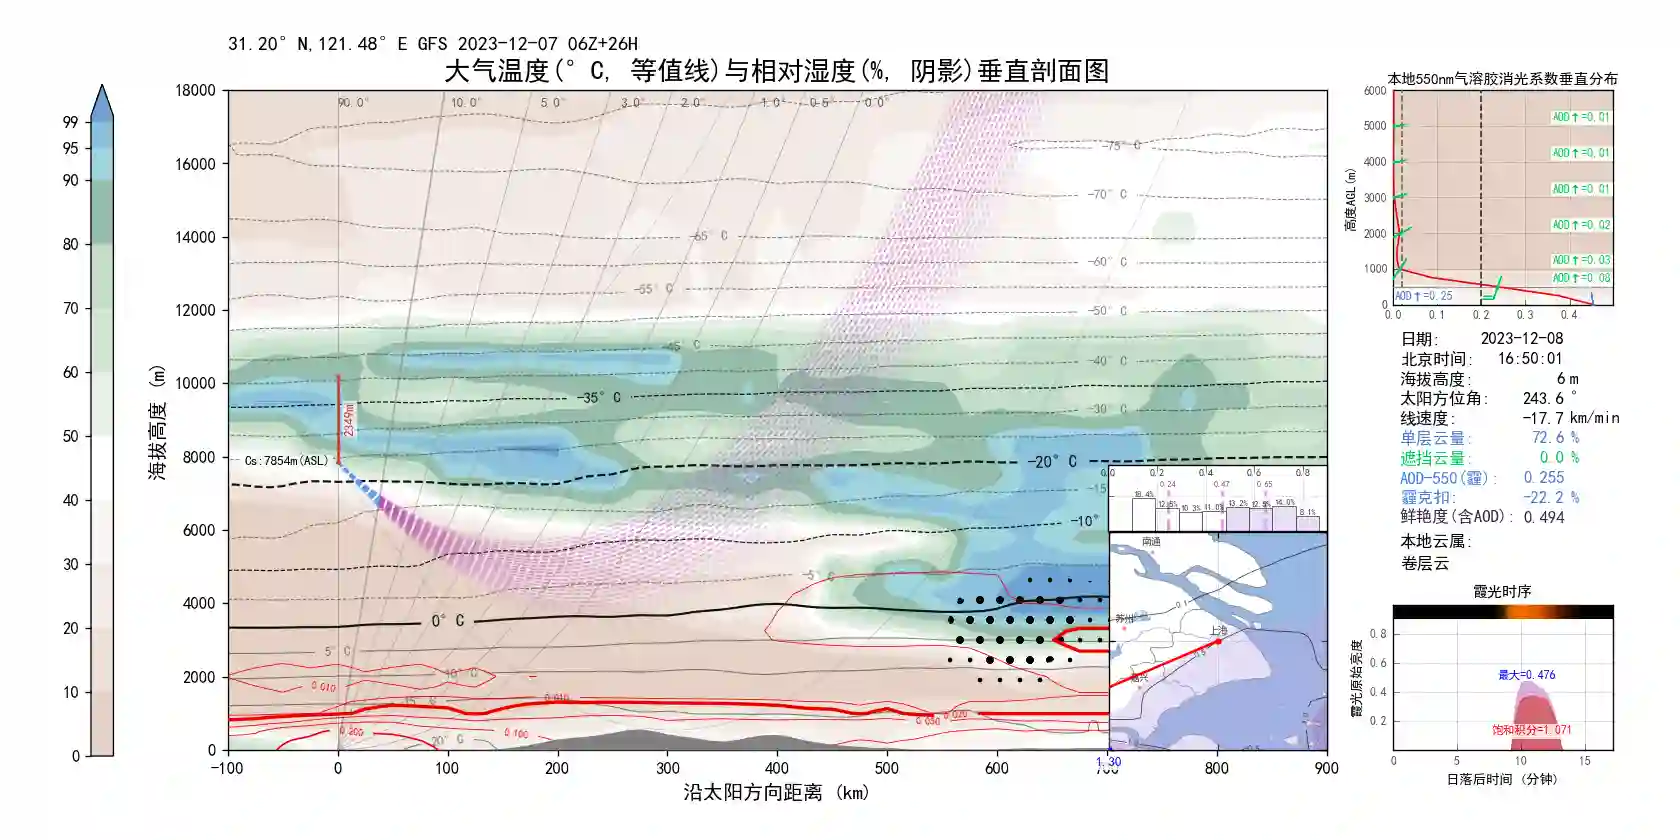 31.20° N,121.48° E GFS 2023-12-07 06Z+26H
大气温度(° C, 等值线)与相对湿度(%, 阴影)垂直剖面图
99
95
90
80
70
60
50
40
30
20
10
0
海拔高度 (m)
18000
16000
14000
12000
10000
8000
6000
4000
2000
0
90.0° 10.0° 5.0° 3.0° 2.0° 1.0° 0.5 0.0°
-75° C
-70° C
-65° C
-60° C
-55° C
-50° C
-45° C
-40° C
-35° C
-30° C
-20° C
-15
-10°
-5° C
0° C
5° C
10° C
15° C
20° C
2349m
Cs:7854m(ASL)
0.010
0.010
0.050 0.020
0.200
0.100
-100 0 100 200 300 400 500 600 800 900
1.30
沿太阳方向距离 (km)
0.0 0.2 0.4 0.6 0.8
0.24 0.47 0.65
18.4% 12.5% 10.3% 11.0% 13.2% 12.5% 14.0% 8.1%
南通
苏州
上海
嘉兴
0.1
本地550nm气溶胶消光系数垂直分布
高度AGL(m)
6000
5000
4000
3000
2000
1000
0
AOD↑=0.01
AOD↑=0.01
AOD↑=0.01
AOD↑=0.02
AOD↑=0.03
AOD↑=0.08
AOD↑=0.25
0.0 0.1 0.2 0.3 0.4
日期: 2023-12-08
北京时间: 16:50:01
海拔高度: 6 m
太阳方位角: 243.6 °
线速度: -17.7 km/min
单层云量: 72.6 %
遮挡云量: 0.0 %
AOD-550(霾): 0.255
霾克扣: -22.2 %
鲜艳度(含AOD): 0.494
本地云属:
卷层云
霞光时序
霞光原始亮度
0.8
0.6
0.4
0.2
最大=0.476
饱和积分=1.071
0 5 10 15
日落后时间 (分钟)